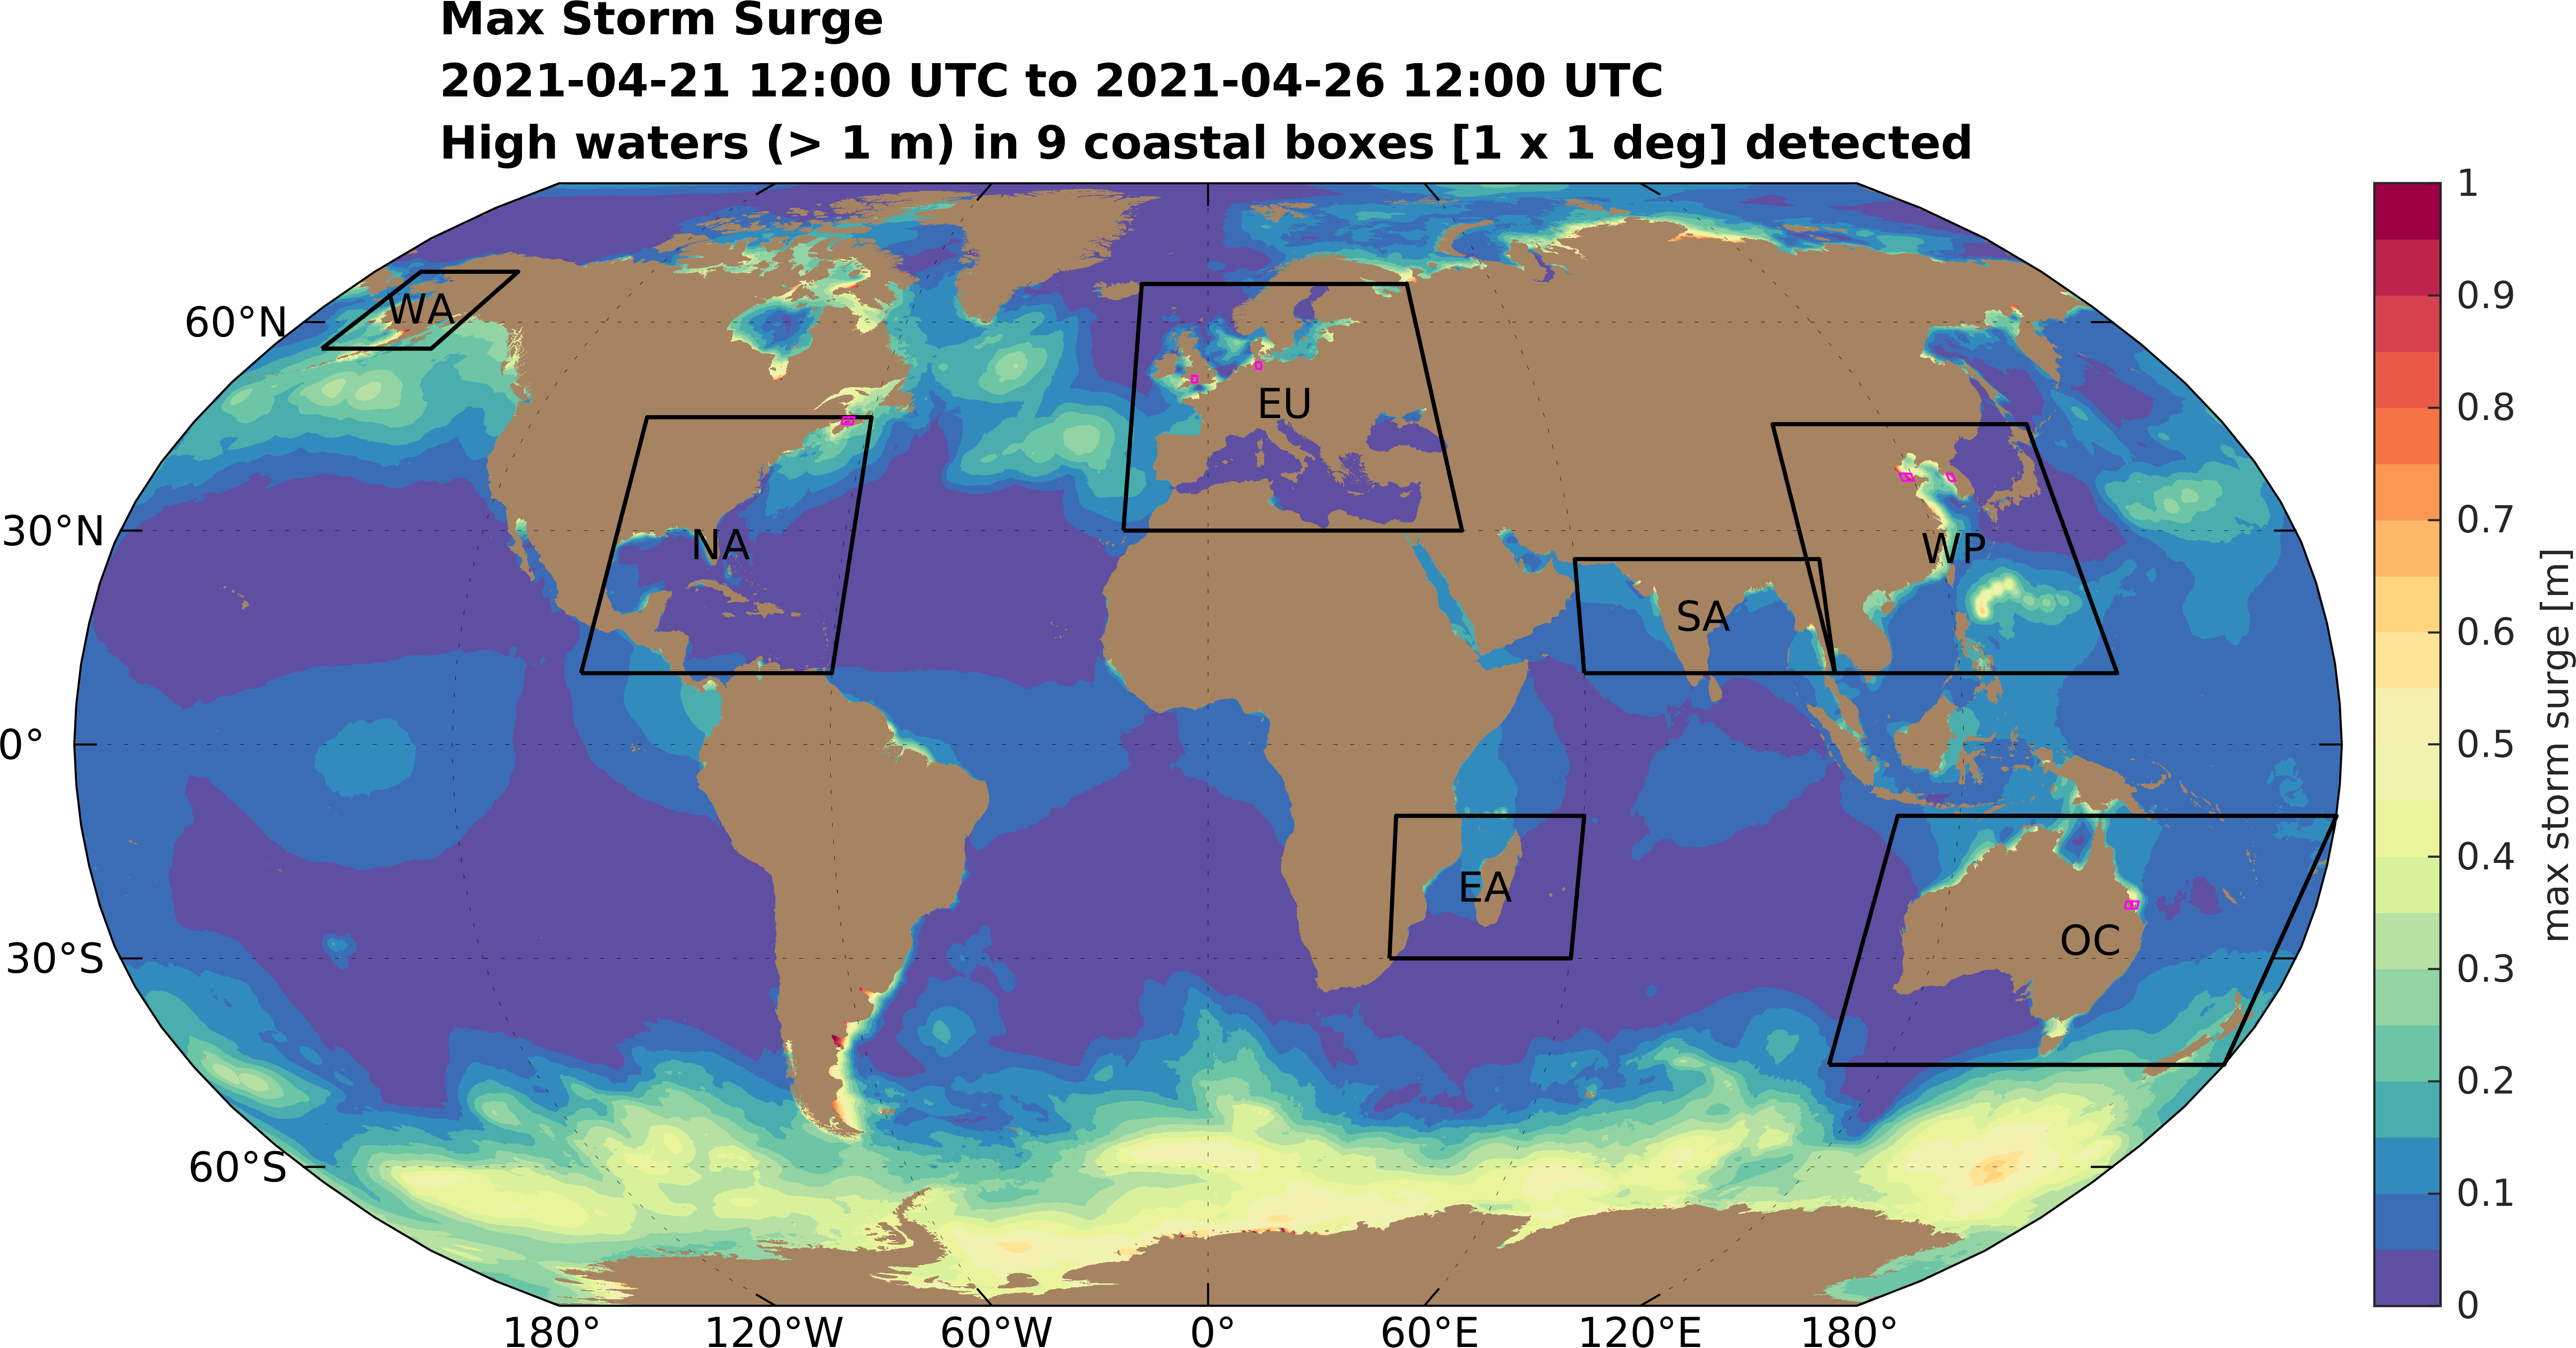 Max Storm Surge
2021-04-21 12:00 UTC to 2021-04-26 12:00 UTC
High waters (> 1 m) in 9 coastal boxes [1 x 1 deg] detected
60°N
30°N
0°
30°S
60°S
180°
120°W
60°W
0°
60°E
120°E
180°
WA
NA
EU
SA
WP
EA
OC
1
0.9
0.8
0.7
0.6
0.5
0.4
0.3
0.2
0.1
0
max storm surge [m]